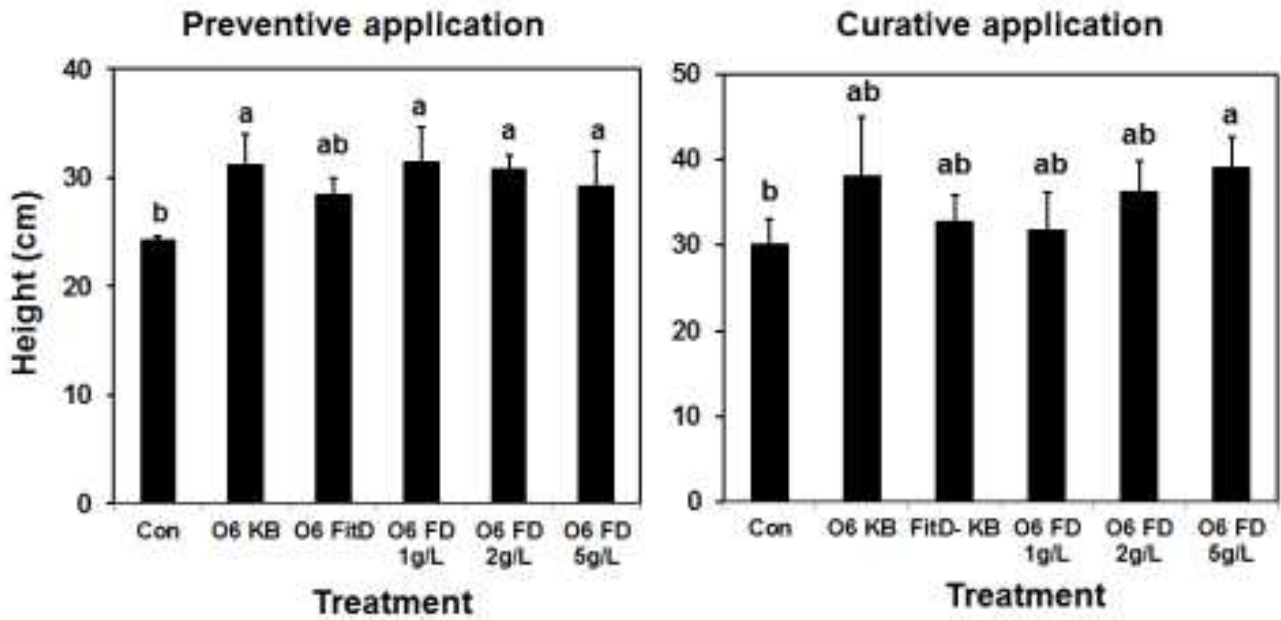 Preventive application
Height (cm)
40
30
20
10
0
b
a
ab
a
a
a
Con
O6 KB
O6 FitD
O6 FD
1g/L
O6 FD
2g/L
O6 FD
5g/L
Treatment
Curative application
50
40
30
20
10
0
b
ab
ab
ab
ab
a
Con
O6 KB
FitD- KB
O6 FD
1g/L
O6 FD
2g/L
O6 FD
5g/L
Treatment